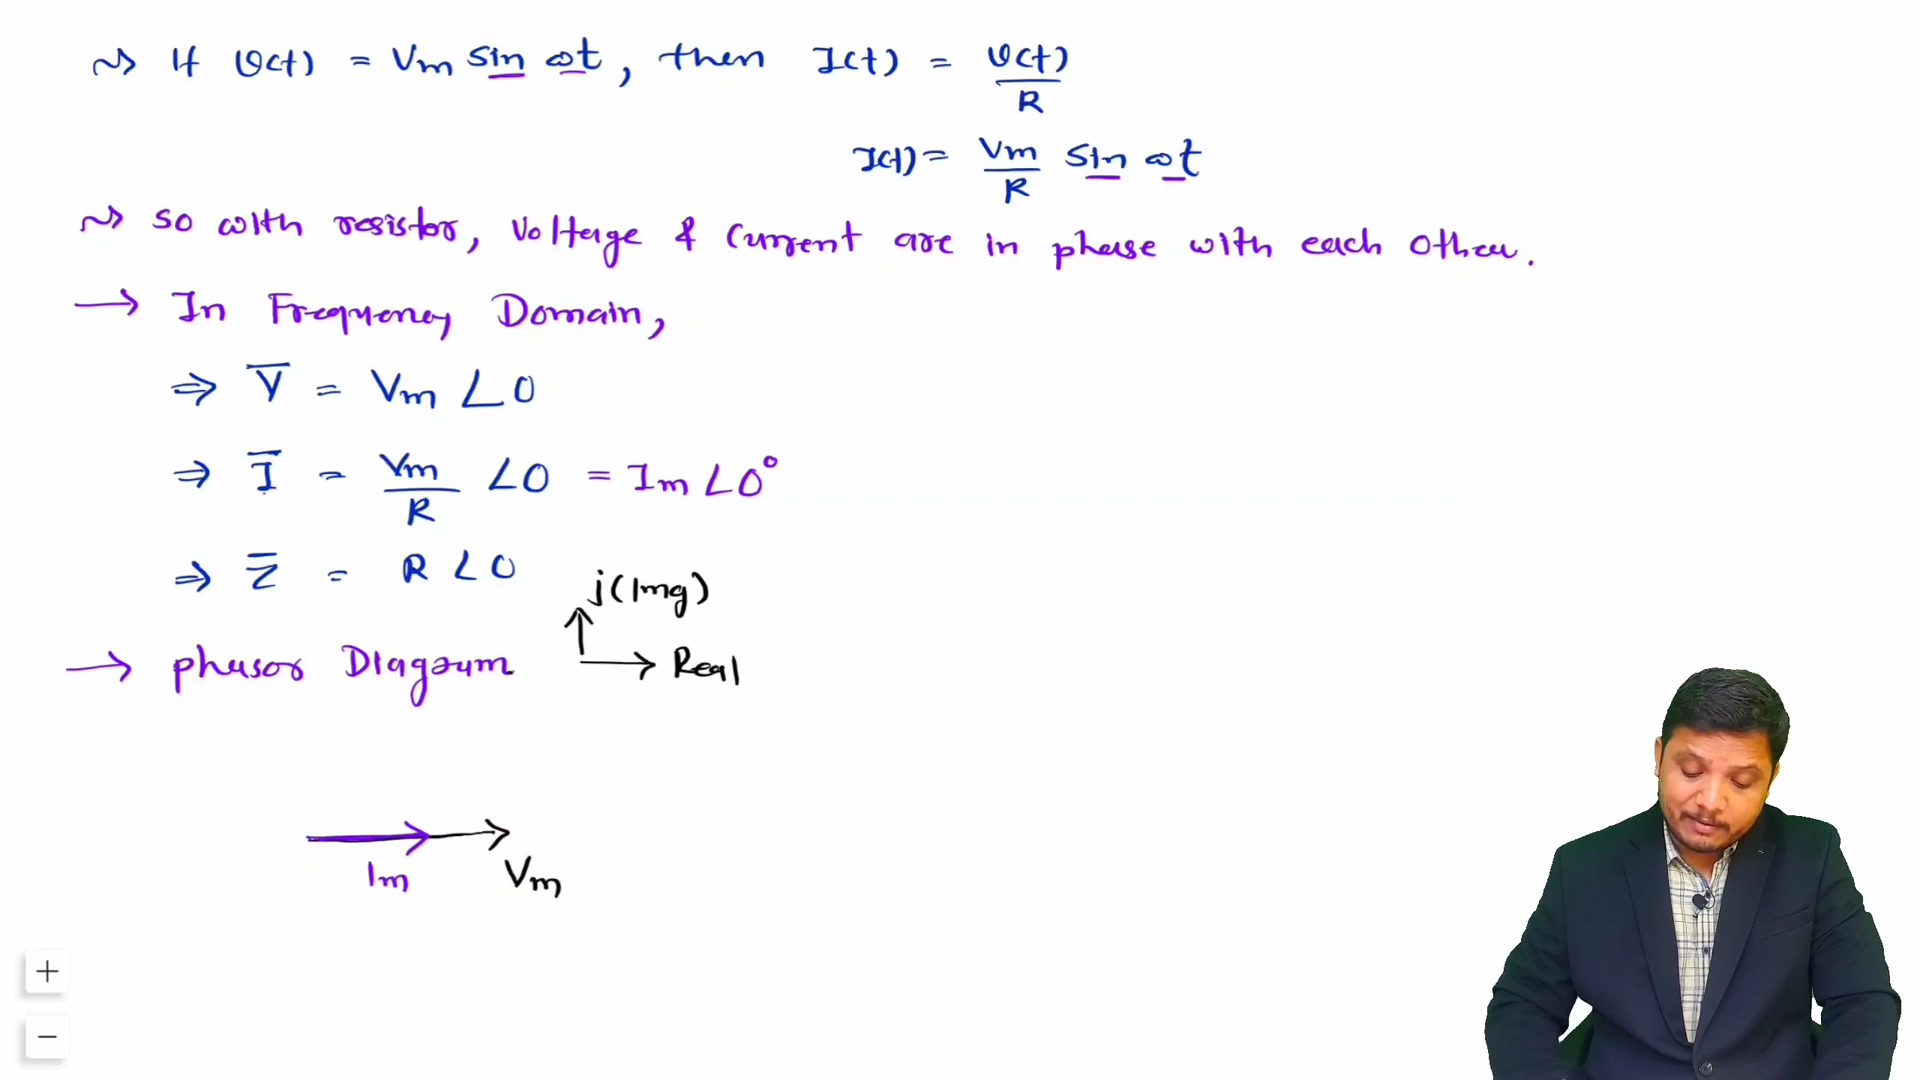 If v(t) = Vm sin ωt, then I(t) = v(t)/R
I(t) = Vm/R sin ωt
so with resistor, Voltage & Current are in phase with each other.
→ In Frequency Domain,
⇒ V̅ = Vm ∠0
⇒ I̅ = Vm/R ∠0 = Im ∠0°
⇒ Z̅ = R ∠0
j(Img)
→ phasor Diagram
Real
Im
Vm
+
−